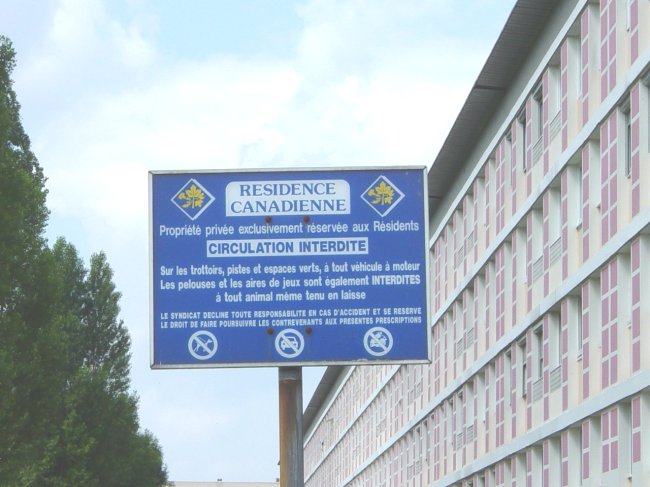 RESIDENCE
CANADIENNE
Propriété privée exclusivement réservée aux Résidents
CIRCULATION INTERDITE
Sur les trottoirs, pistes et espaces verts, à tout véhicule à moteur
Les pelouses et les aires de jeux sont également INTERDITES
à tout animal même tenu en laisse
LE SYNDICAT DECLINE TOUTE RESPONSABILITE EN CAS D'ACCIDENT ET SE RESERVE
LE DROIT DE FAIRE POURSUIVRE LES CONTREVENANTS AUX PRESENTES PRESCRIPTIONS